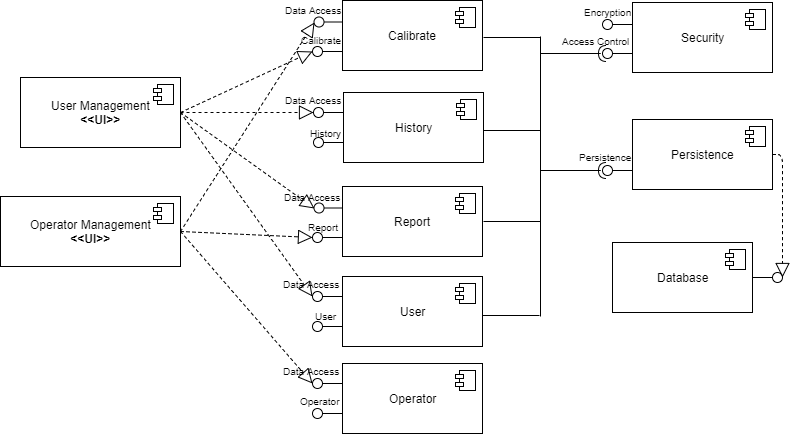 Data Access
Calibrate
Calibrate
Encryption
Access Control
Security
User Management
<<UI>>
Data Access
History
History
Persistence
Persistence
Operator Management
<<UI>>
Data Access
Report
Report
Database
Data Access
User
User
Data Access
Operator
Operator